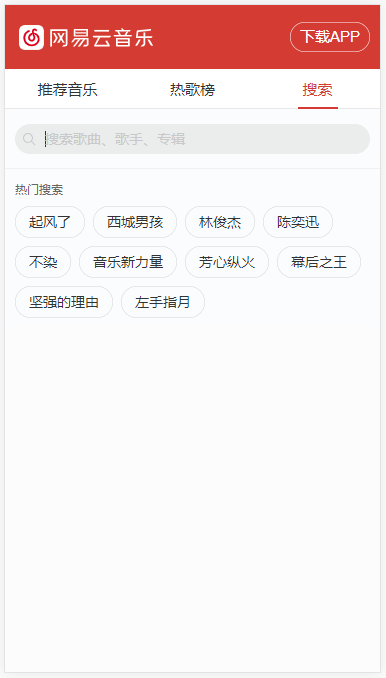 网易云音乐 下载APP
推荐音乐 热歌榜 搜索
搜索歌曲、歌手、专辑
热门搜索
起风了 西城男孩 林俊杰 陈奕迅
不染 音乐新力量 芳心纵火 幕后之王
坚强的理由 左手指月